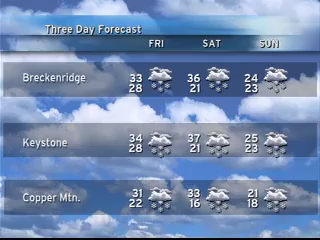 Three Day Forecast
FRI SAT SUN
Breckenridge 33 36 24
28 21 23
Keystone 34 37 25
28 21 23
Copper Mtn. 31 33 21
22 16 18